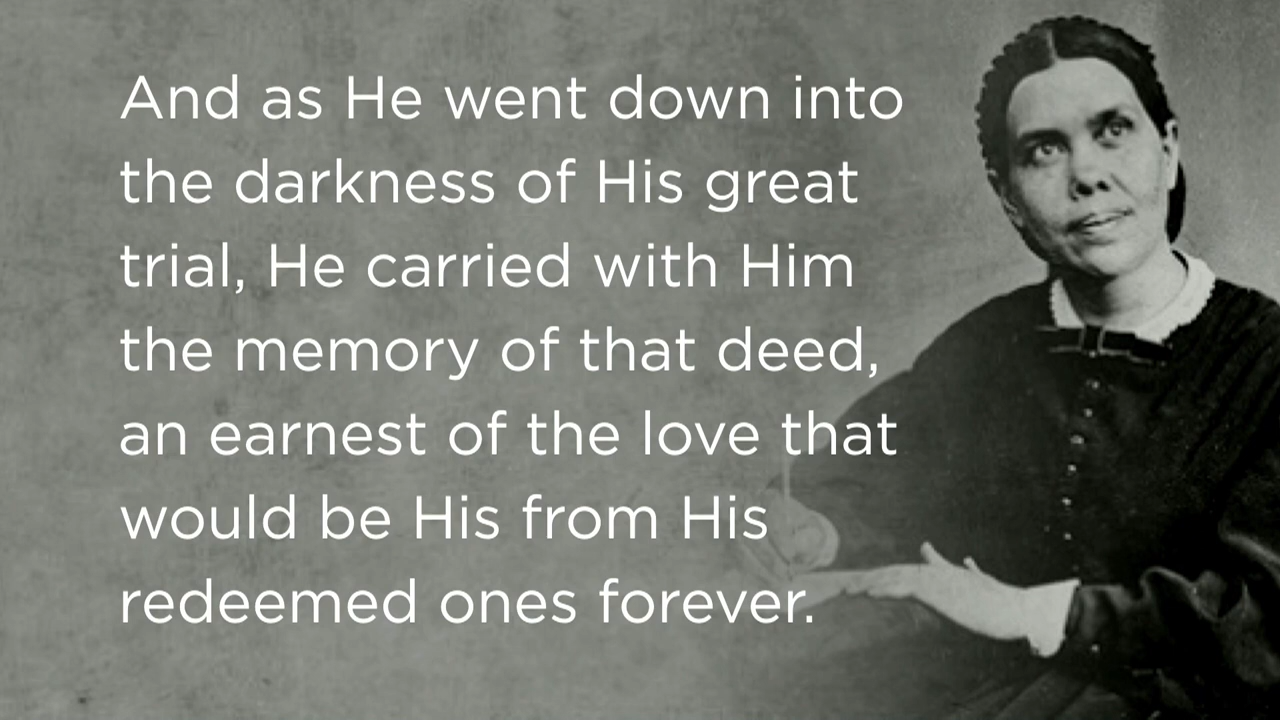 And as He went down into
the darkness of His great
trial, He carried with Him
the memory of that deed,
an earnest of the love that
would be His from His
redeemed ones forever.